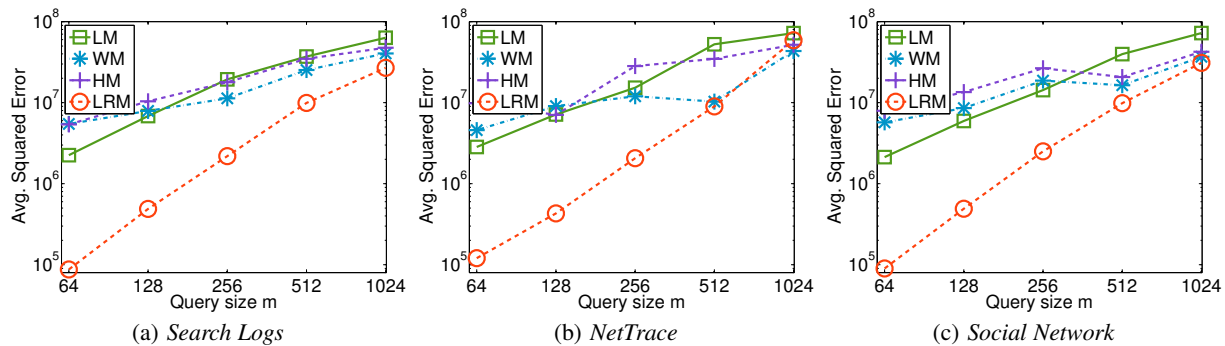 Avg. Squared Error
10^8
10^7
10^6
10^5
LM
WM
HM
LRM
64 128 256 512 1024
Query size m
(a) Search Logs
Avg. Squared Error
10^8
10^7
10^6
10^5
LM
WM
HM
LRM
64 128 256 512 1024
Query size m
(b) NetTrace
Avg. Squared Error
10^8
10^7
10^6
10^5
LM
WM
HM
LRM
64 128 256 512 1024
Query size m
(c) Social Network